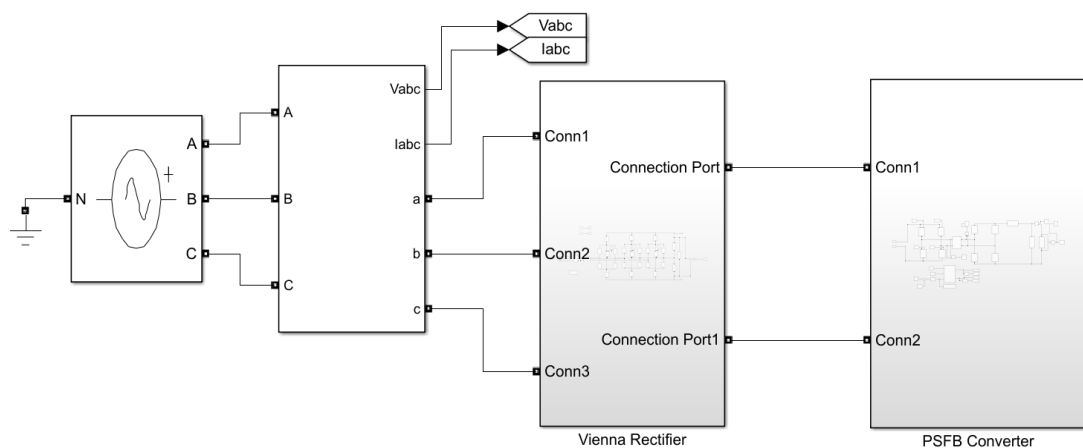 Vabc
Iabc
Vabc
A
Conn1
Conn1
A
Iabc
Connection Port
N
B
B
a
C
b
Conn2
C
c
Connection Port1
Conn2
Conn3
Vienna Rectifier
PSFB Converter